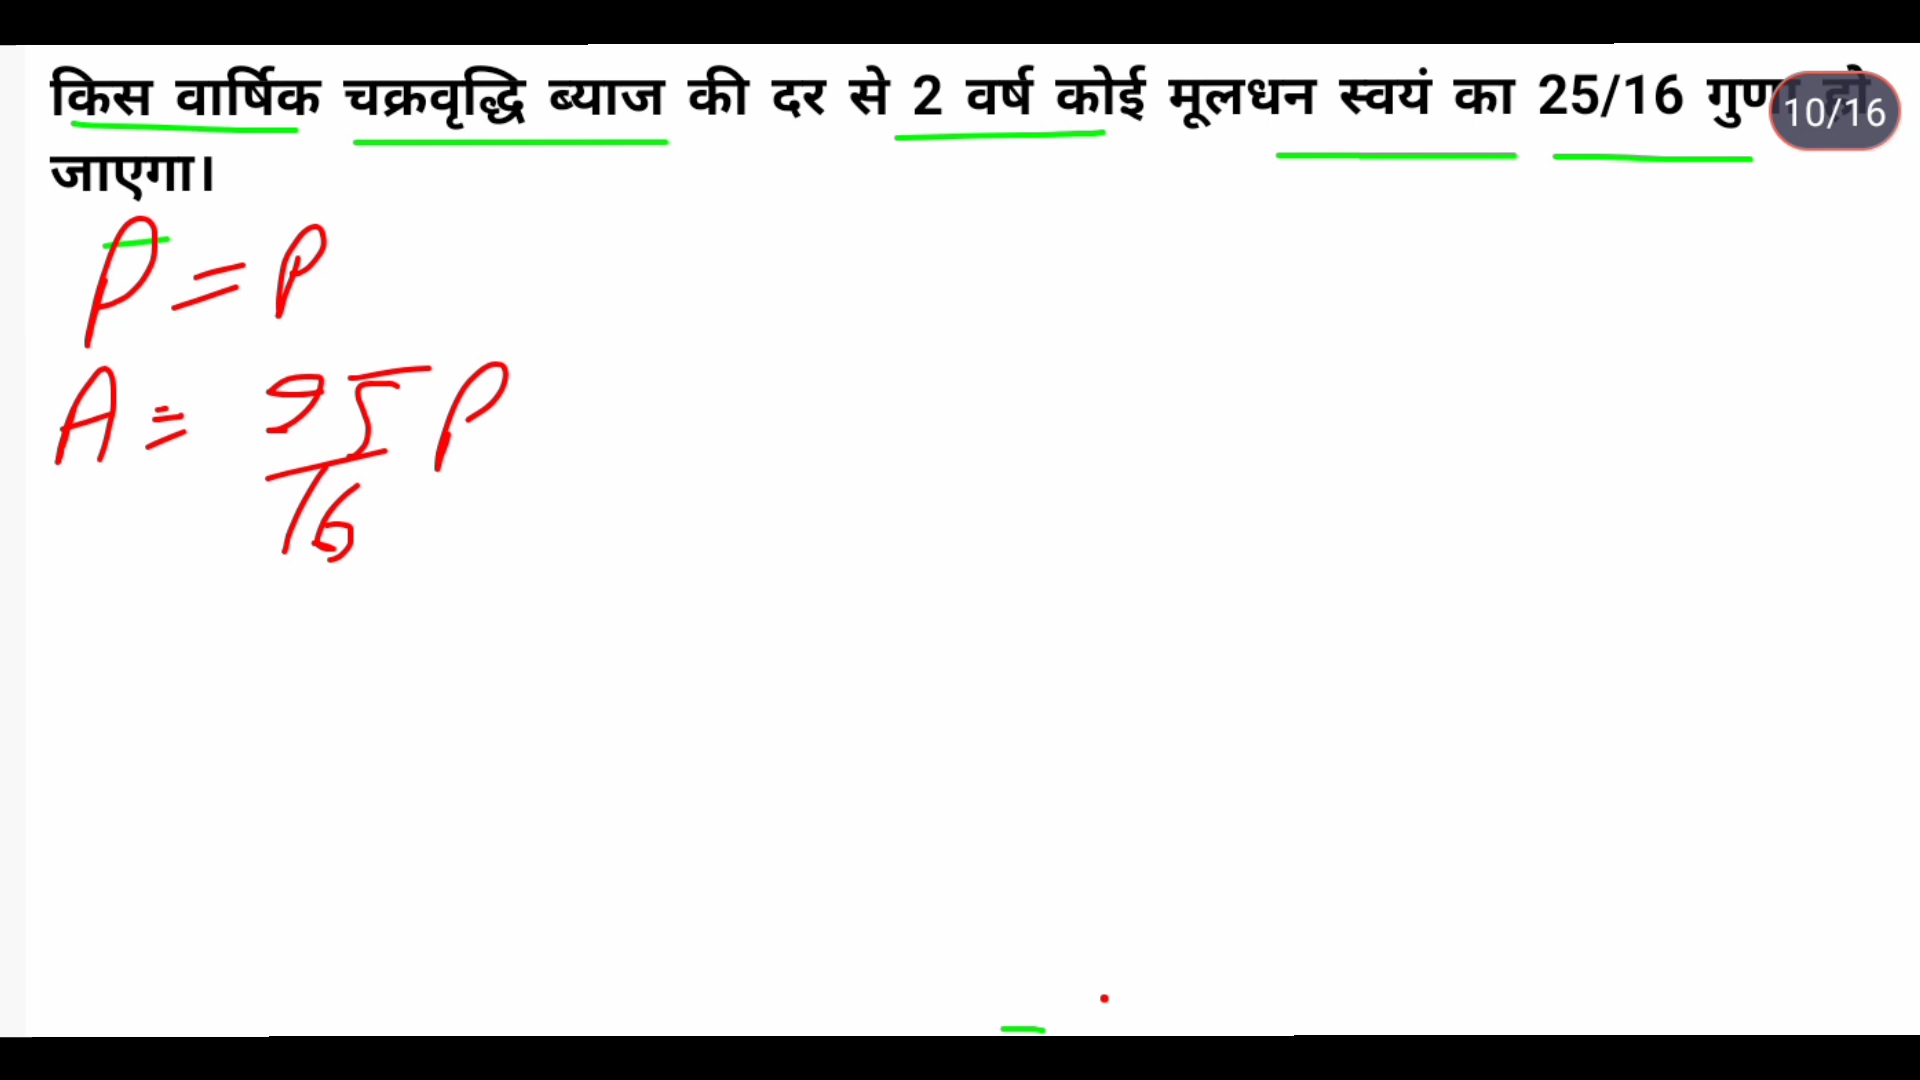 किस वार्षिक चक्रवृद्धि ब्याज की दर से 2 वर्ष कोई मूलधन स्वयं का 25/16 गुणा हो
जाएगा।
10/16
P = P
A = 25 P
16